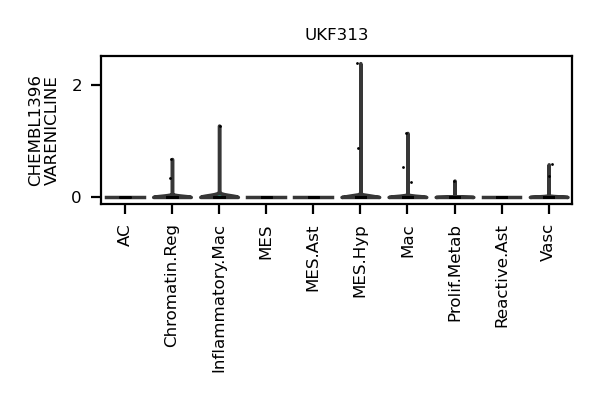 UKF313
CHEMBL1396
VARENICLINE
2
0
AC
Chromatin.Reg
Inflammatory.Mac
MES
MES.Ast
MES.Hyp
Mac
Prolif.Metab
Reactive.Ast
Vasc